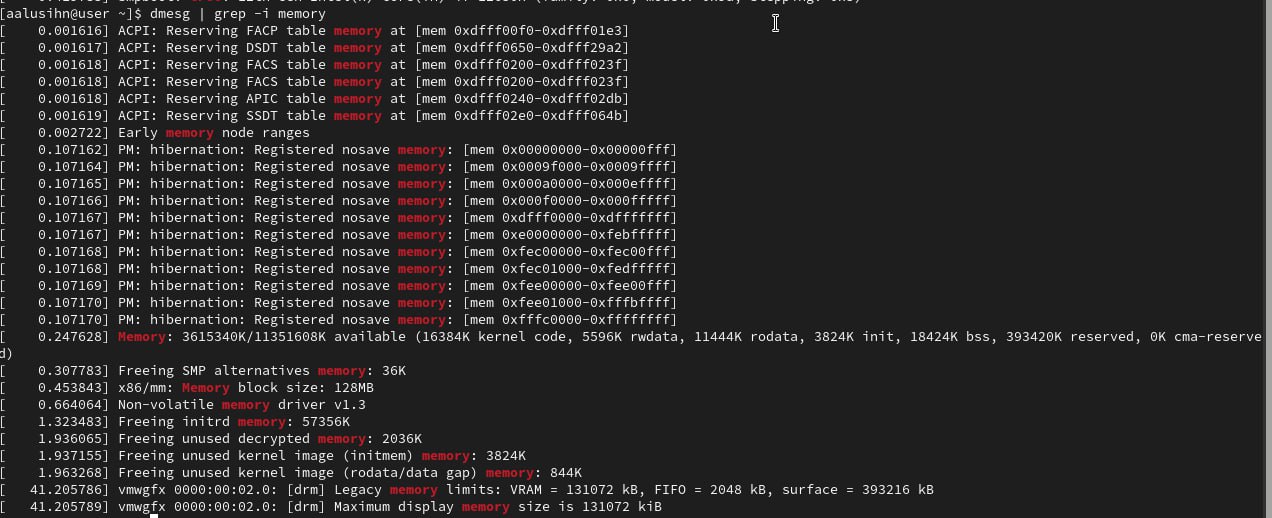 [aalusihn@user ~]$ dmesg | grep -i memory
[    0.001616] ACPI: Reserving FACP table memory at [mem 0xdfff00f0-0xdfff01e3]
[    0.001617] ACPI: Reserving DSDT table memory at [mem 0xdfff0650-0xdfff29a2]
[    0.001618] ACPI: Reserving FACS table memory at [mem 0xdfff0200-0xdfff023f]
[    0.001618] ACPI: Reserving FACS table memory at [mem 0xdfff0200-0xdfff023f]
[    0.001618] ACPI: Reserving APIC table memory at [mem 0xdfff0240-0xdfff02db]
[    0.001619] ACPI: Reserving SSDT table memory at [mem 0xdfff02e0-0xdfff064b]
[    0.002722] Early memory node ranges
[    0.107162] PM: hibernation: Registered nosave memory: [mem 0x00000000-0x00000fff]
[    0.107164] PM: hibernation: Registered nosave memory: [mem 0x0009f000-0x0009ffff]
[    0.107165] PM: hibernation: Registered nosave memory: [mem 0x000a0000-0x000effff]
[    0.107166] PM: hibernation: Registered nosave memory: [mem 0x000f0000-0x000fffff]
[    0.107167] PM: hibernation: Registered nosave memory: [mem 0xdfff0000-0xdfffffff]
[    0.107167] PM: hibernation: Registered nosave memory: [mem 0xe0000000-0xfebfffff]
[    0.107168] PM: hibernation: Registered nosave memory: [mem 0xfec00000-0xfec00fff]
[    0.107168] PM: hibernation: Registered nosave memory: [mem 0xfec01000-0xfedfffff]
[    0.107169] PM: hibernation: Registered nosave memory: [mem 0xfee00000-0xfee00fff]
[    0.107170] PM: hibernation: Registered nosave memory: [mem 0xfee01000-0xfffbffff]
[    0.107170] PM: hibernation: Registered nosave memory: [mem 0xfffc0000-0xffffffff]
[    0.247628] Memory: 3615340K/11351608K available (16384K kernel code, 5596K rwdata, 11444K rodata, 3824K init, 18424K bss, 393420K reserved, 0K cma-reserve
d)
[    0.307783] Freeing SMP alternatives memory: 36K
[    0.453843] x86/mm: Memory block size: 128MB
[    0.664064] Non-volatile memory driver v1.3
[    1.323483] Freeing initrd memory: 57356K
[    1.936065] Freeing unused decrypted memory: 2036K
[    1.937155] Freeing unused kernel image (initmem) memory: 3824K
[    1.963268] Freeing unused kernel image (rodata/data gap) memory: 844K
[   41.205786] vmwgfx 0000:00:02.0: [drm] Legacy memory limits: VRAM = 131072 kB, FIFO = 2048 kB, surface = 393216 kB
[   41.205789] vmwgfx 0000:00:02.0: [drm] Maximum display memory size is 131072 kiB